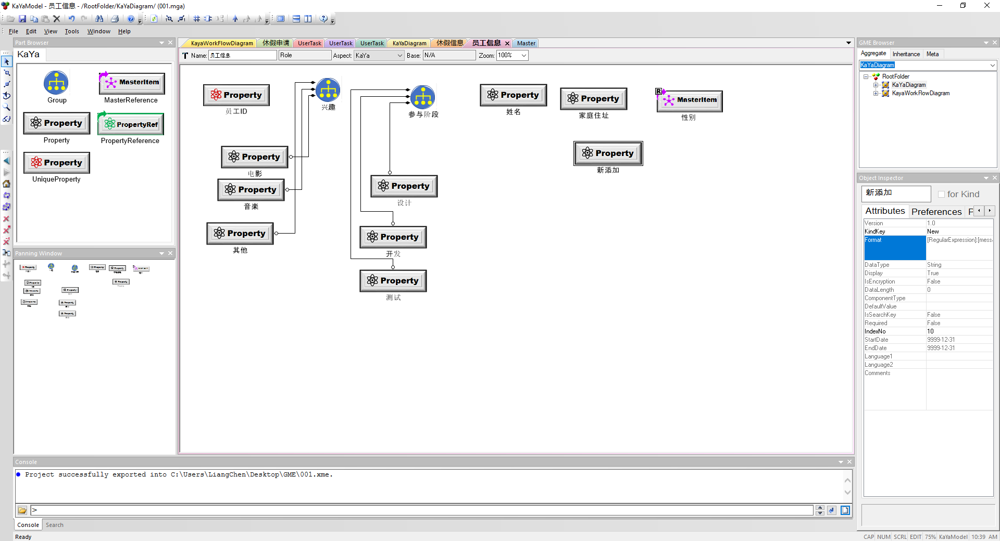 KaYaModel - 员工信息 - /RootFolder/KaYaDiagram/ (001.mga)
File Edit View Tools Window Help
Part Browser
KaYa
Group
MasterItem
MasterReference
Property
Property
PropertyRef
PropertyReference
Property
UniqueProperty
Panning Window
KayaWorkFlowDiagram 休假申请 UserTask UserTask UserTask KaYaDiagram 休假信息 员工信息 Master
Name: 员工信息 Role Aspect: KaYa Base: N/A Zoom: 100%
Property
员工ID
兴趣
参与阶段
Property
姓名
Property
家庭住址
R
MasterItem
性别
Property
电影
Property
音楽
Property
其他
Property
设计
Property
开发
Property
测试
Property
新添加
GME Browser
Aggregate Inheritance Meta
KaYaDiagram
RootFolder
KaYaDiagram
KayaWorkFlowDiagram
Object Inspector
新添加 for Kind
Attributes Preferences
Version 1.0
KindKey New
Format [RegularExpression]:[mess
DataType String
Display True
IsEncryption False
DataLength 0
ComponentType
DefaultValue
IsSearchKey False
Required False
IndexNo 10
StartDate 9999-12-31
EndDate 9999-12-31
Language1
Language2
Comments
Console
Project successfully exported into C:\Users\LiangChen\Desktop\GME\001.xme.
>
Console Search
Ready
CAP NUM SCRL EDIT 75% KaYaModel 10:39 AM